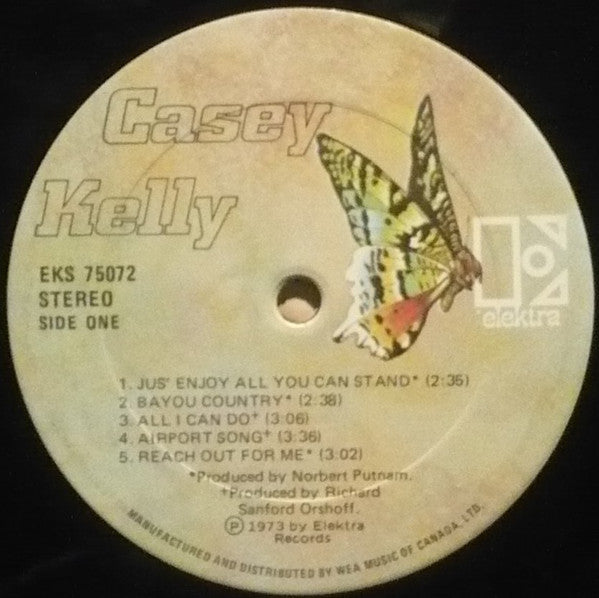 Casey
Kelly
EKS 75072
STEREO
SIDE ONE
elektra
1. JUS' ENJOY ALL YOU CAN STAND* (2:35)
2. BAYOU COUNTRY* (2:38)
3. ALL I CAN DO† (3:06)
4. AIRPORT SONG† (3:36)
5. REACH OUT FOR ME* (3:02)
*Produced by Norbert Putnam.
†Produced by Richard
Sanford Orshoff.
Ⓟ 1973 by Elektra
Records
MANUFACTURED AND DISTRIBUTED BY WEA MUSIC OF CANADA, LTD.